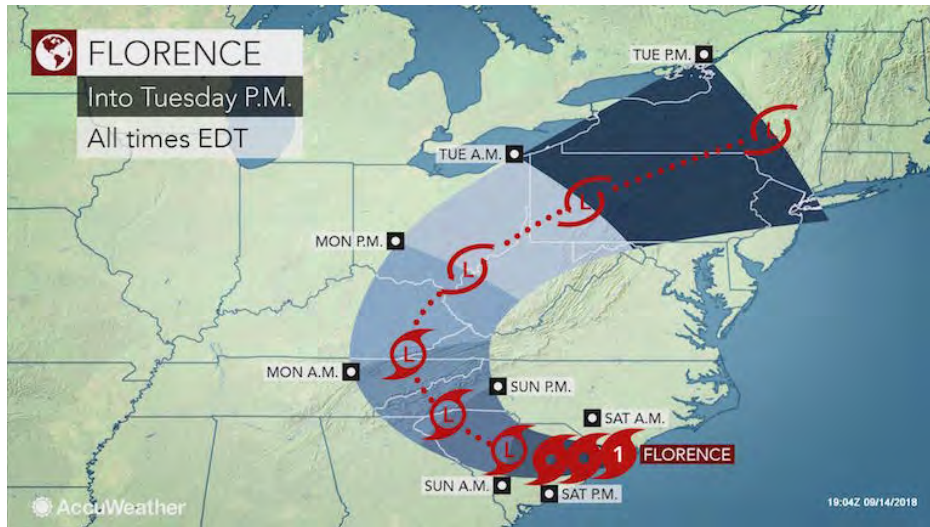 FLORENCE
Into Tuesday P.M.
All times EDT
TUE P.M.
L
TUE A.M.
L
MON P.M.
L
L
MON A.M.
SUN P.M.
L
SAT A.M.
L
1
FLORENCE
SUN A.M.
SAT P.M.
AccuWeather
19:04Z 09/14/2018